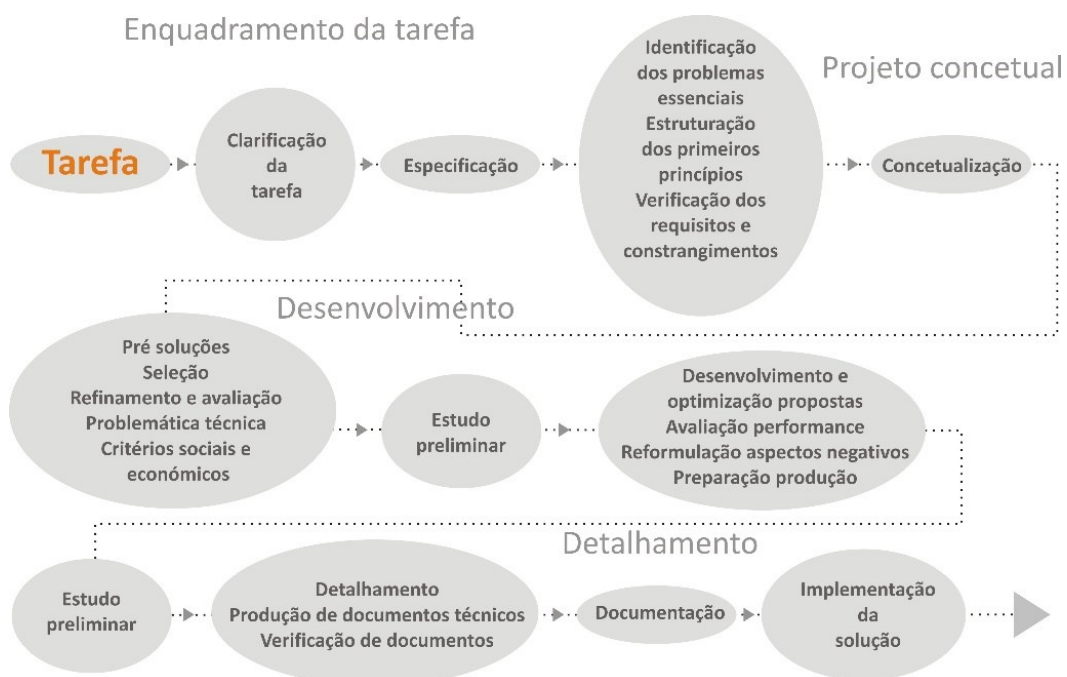 Enquadramento da tarefa
Projeto concetual
Tarefa
Clarificação
da
tarefa
Especificação
Identificação
dos problemas
essenciais
Estruturação
dos primeiros
princípios
Verificação dos
requisitos e
constrangimentos
Concetualização
Desenvolvimento
Pré soluções
Seleção
Refinamento e avaliação
Problemática técnica
Critérios sociais e
económicos
Estudo
preliminar
Desenvolvimento e
optimização propostas
Avaliação performance
Reformulação aspectos negativos
Preparação produção
Detalhamento
Estudo
preliminar
Detalhamento
Produção de documentos técnicos
Verificação de documentos
Documentação
Implementação
da
solução